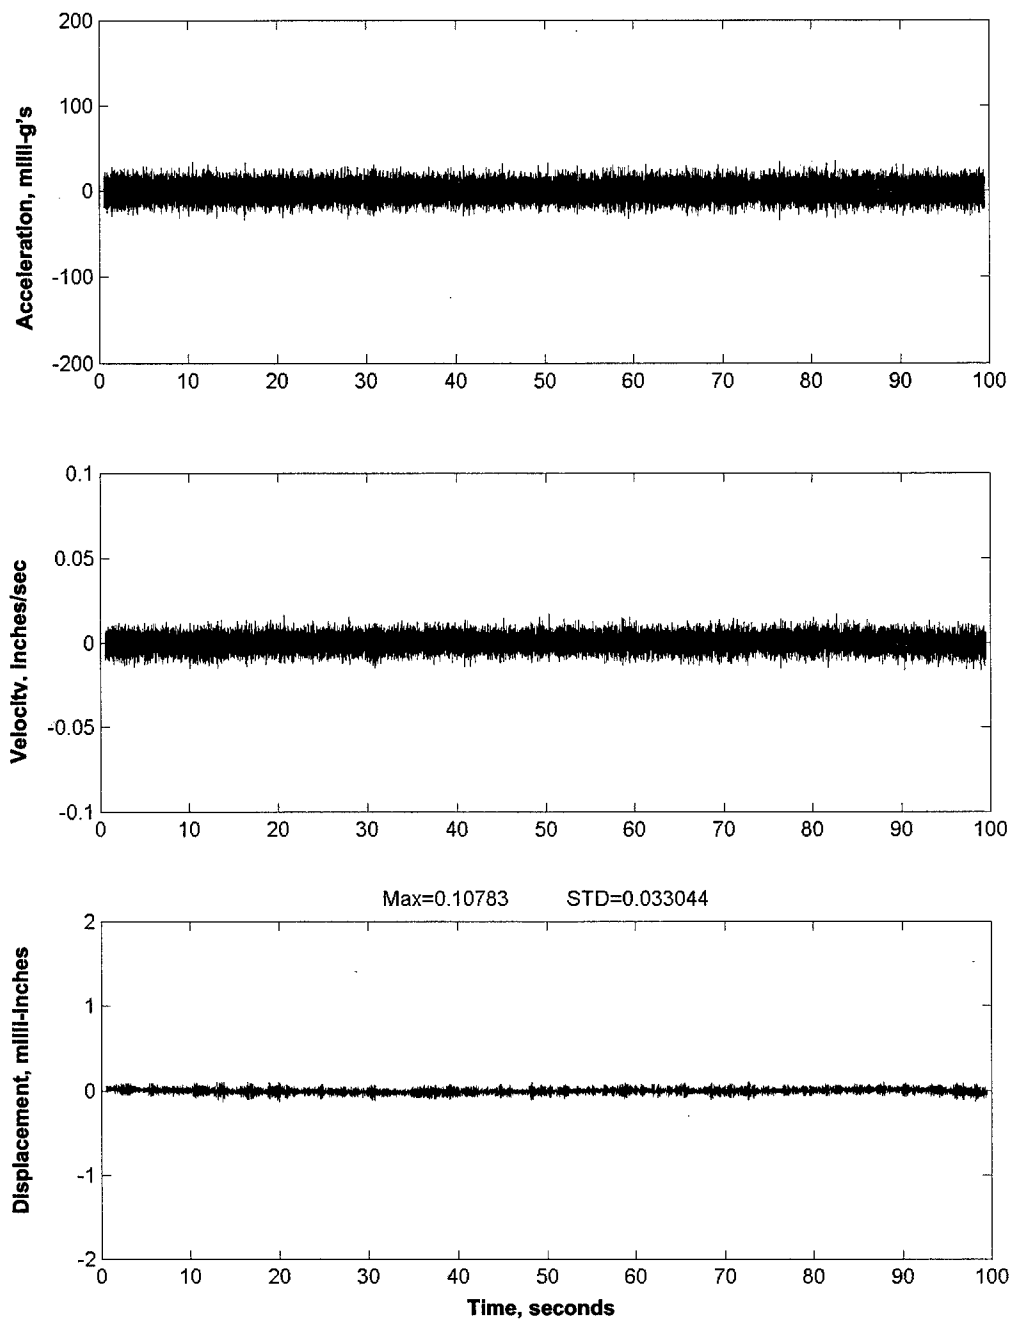 200
100
0
-100
-200
Acceleration, milli-g's
0 10 20 30 40 50 60 70 80 90 100
0.1
0.05
0
-0.05
-0.1
Velocity, Inches/sec
0 10 20 30 40 50 60 70 80 90 100
Max=0.10783 STD=0.033044
2
1
0
-1
-2
Displacement, milli-Inches
0 10 20 30 40 50 60 70 80 90 100
Time, seconds